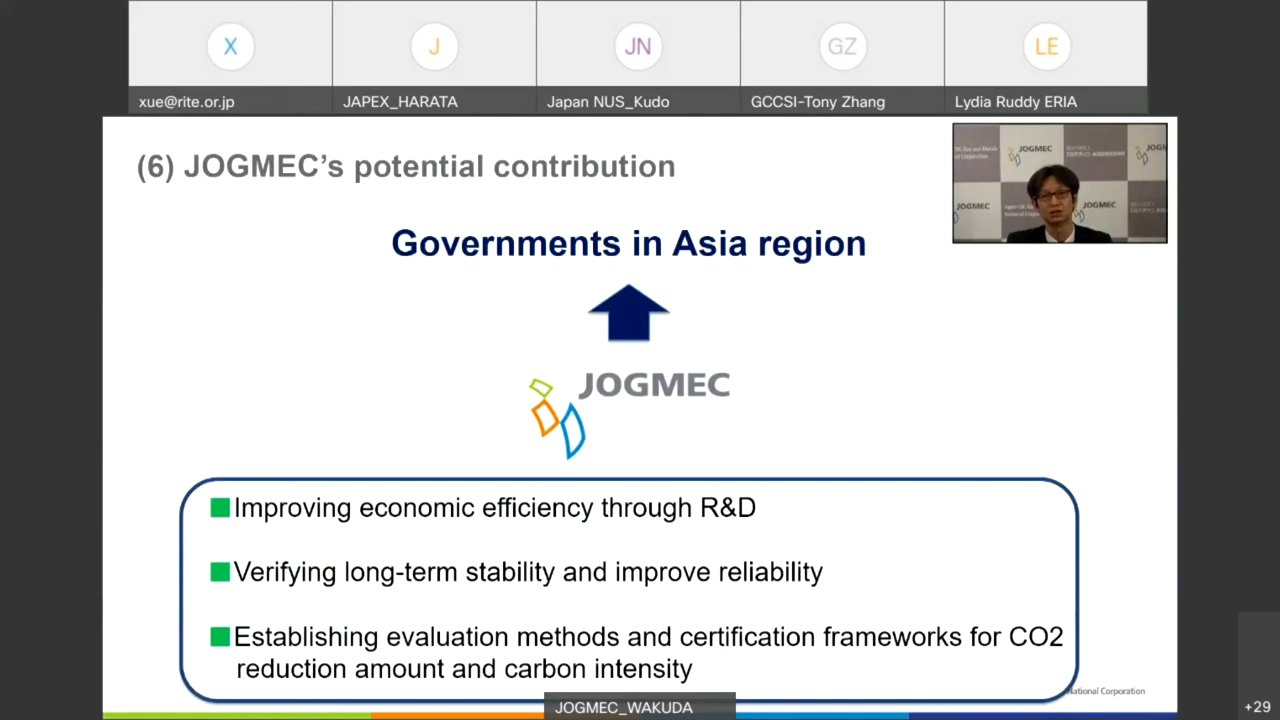 X
J
JN
GZ
LE
xue@rite.or.jp
JAPEX_HARATA
Japan NUS_Kudo
GCCSI-Tony Zhang
Lydia Ruddy ERIA
(6) JOGMEC’s potential contribution
JOGMEC
JOGMEC
JOGMEC
Governments in Asia region
JOGMEC
Improving economic efficiency through R&D
Verifying long-term stability and improve reliability
Establishing evaluation methods and certification frameworks for CO2
reduction amount and carbon intensity
National Corporation
JOGMEC_WAKUDA
+29